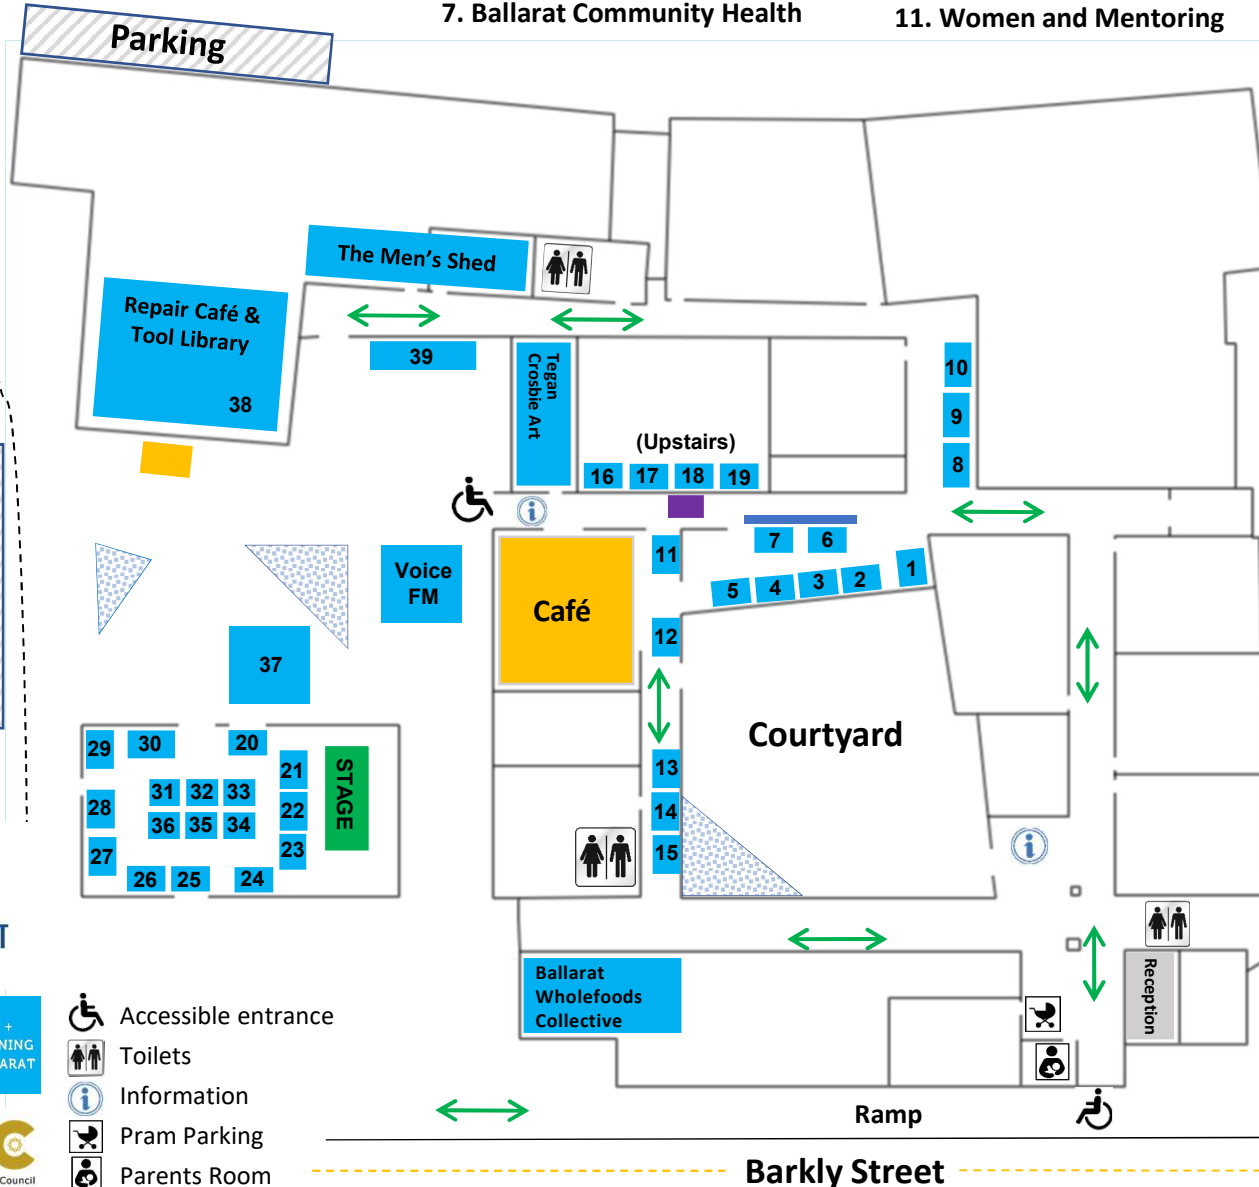 7. Ballarat Community Health
11. Women and Mentoring
Parking
The Men's Shed
Repair Café &
Tool Library
38
39
Tegan
Crosbie Art
10
9
8
(Upstairs)
16 17 18 19
11
7 6
5 4 3 2 1
Voice
FM
Café
12
37
Courtyard
29 30 20
21
STAGE
31 32 33
28
22
36 35 34
27
23
26 25 24
13
14
15
Ballarat
Wholefoods
Collective
Reception
T
+
NING
ARAT
Accessible entrance
Toilets
Information
Pram Parking
Parents Room
Council
Ramp
Barkly Street